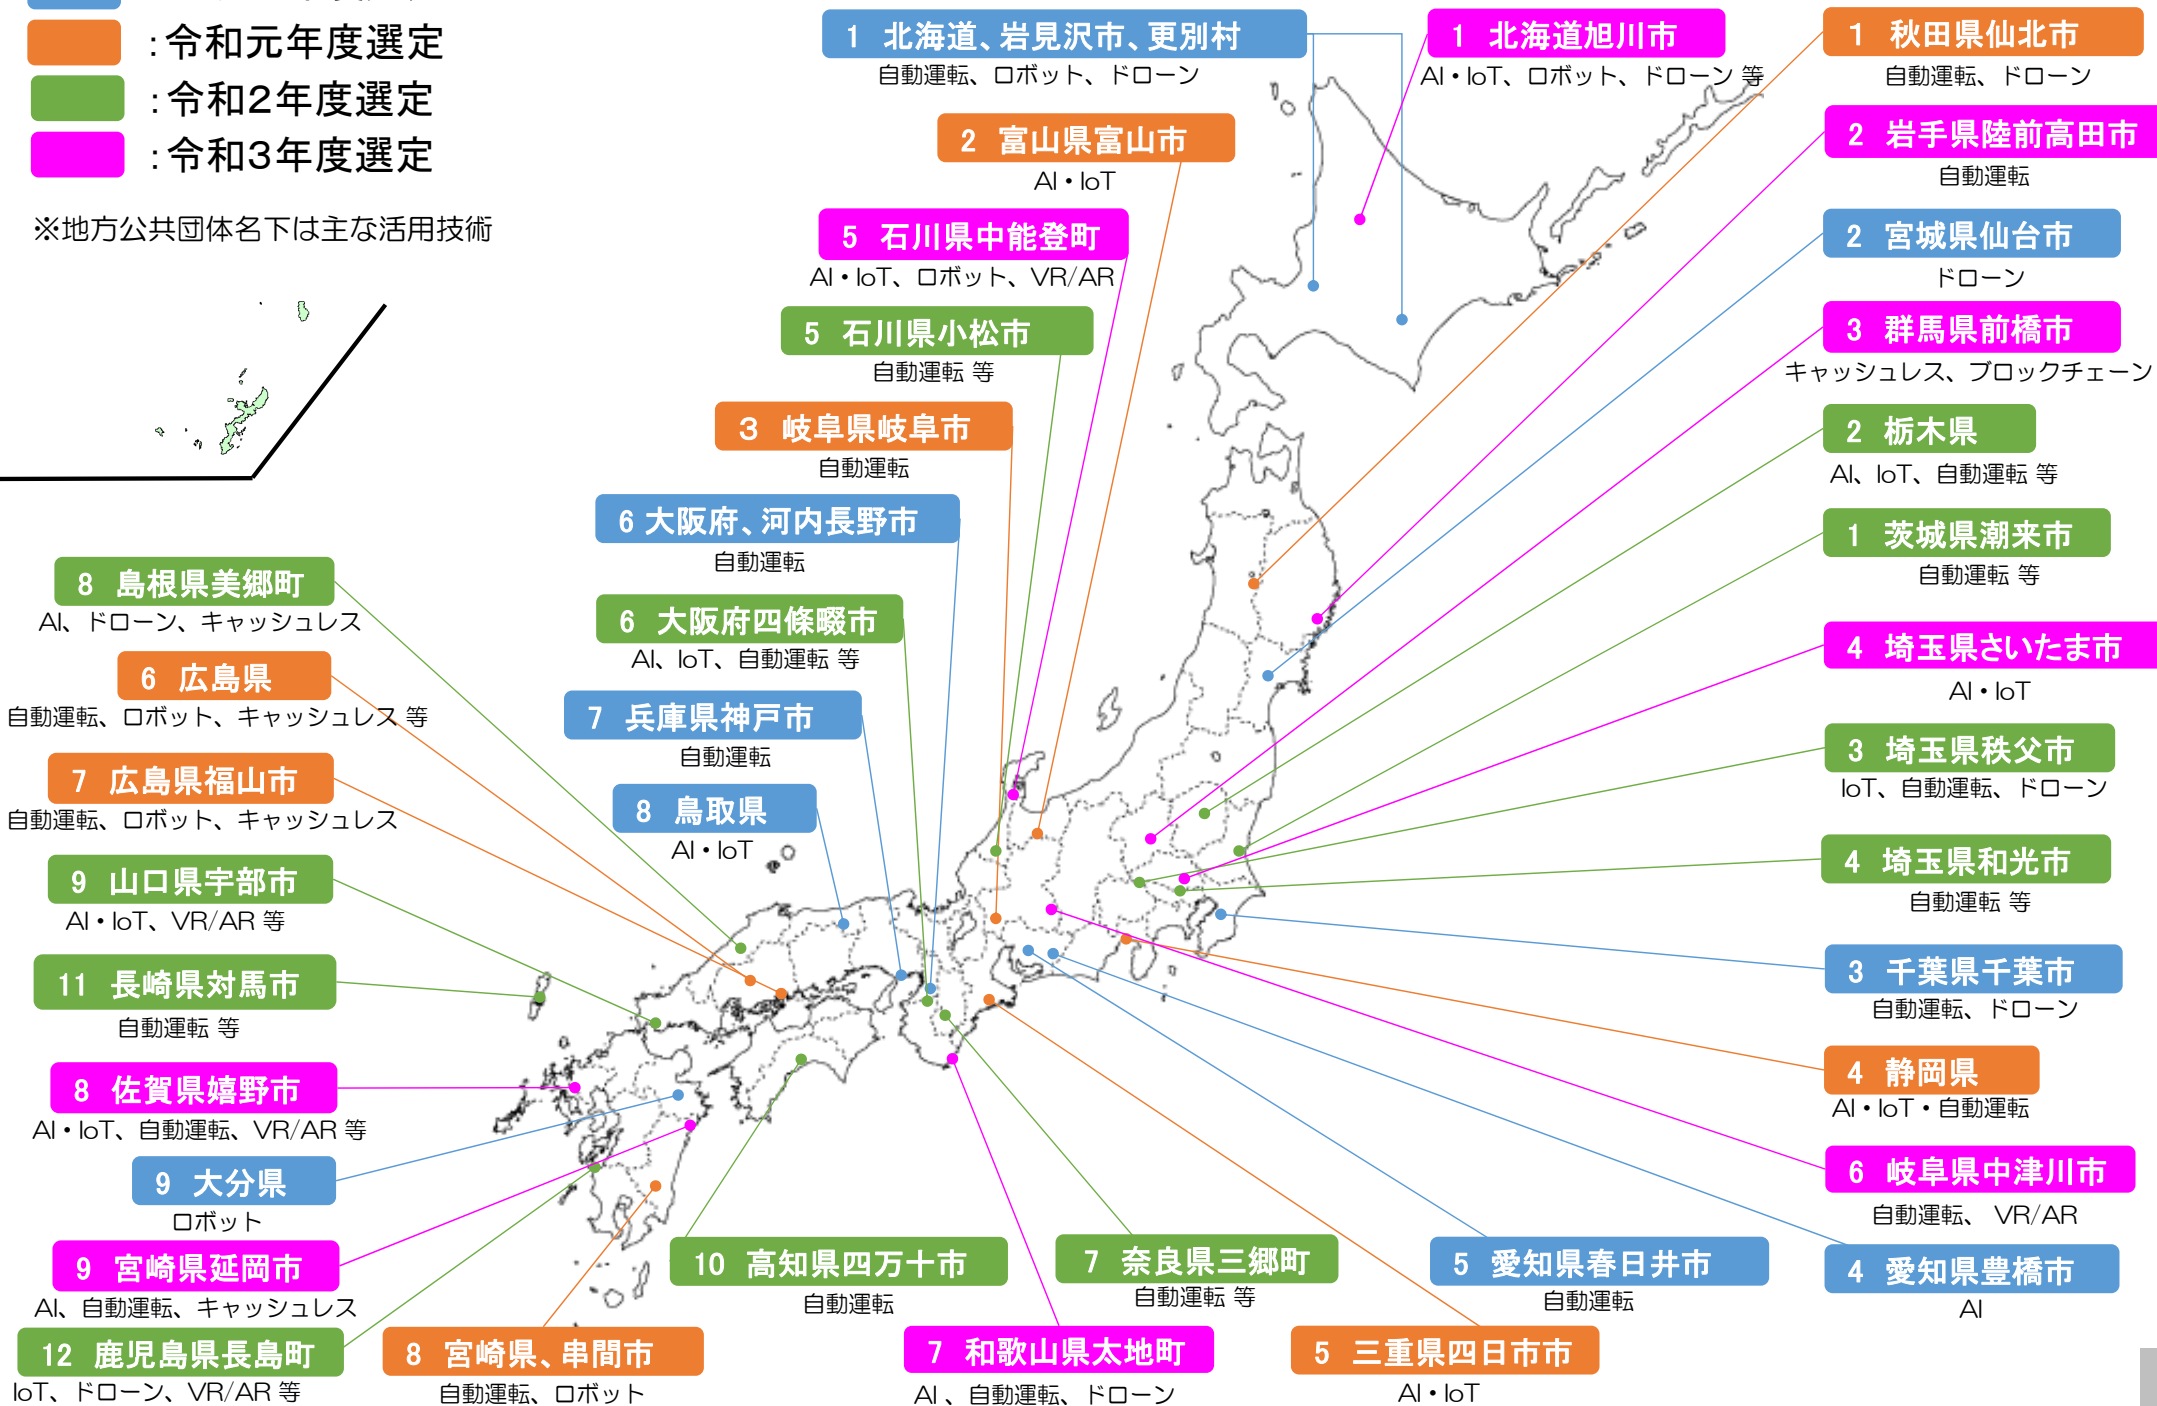 ：令和元年度選定
：令和２年度選定
：令和３年度選定
※地方公共団体名下は主な活用技術
1 北海道、岩見沢市、更別村
自動運転、ロボット、ドローン
1 北海道旭川市
AI・IoT、ロボット、ドローン 等
1 秋田県仙北市
自動運転、ドローン
2 富山県富山市
AI・IoT
2 岩手県陸前高田市
自動運転
5 石川県中能登町
AI・IoT、ロボット、VR/AR
2 宮城県仙台市
ドローン
5 石川県小松市
自動運転 等
3 群馬県前橋市
キャッシュレス、ブロックチェーン
3 岐阜県岐阜市
自動運転
2 栃木県
AI、IoT、自動運転 等
6 大阪府、河内長野市
自動運転
1 茨城県潮来市
自動運転 等
8 島根県美郷町
AI、ドローン、キャッシュレス
6 大阪府四條畷市
AI、IoT、自動運転 等
4 埼玉県さいたま市
AI・IoT
6 広島県
自動運転、ロボット、キャッシュレス 等
7 兵庫県神戸市
自動運転
3 埼玉県秩父市
IoT、自動運転、ドローン
7 広島県福山市
自動運転、ロボット、キャッシュレス
8 鳥取県
AI・IoT
4 埼玉県和光市
自動運転 等
9 山口県宇部市
AI・IoT、VR/AR 等
3 千葉県千葉市
自動運転、ドローン
11 長崎県対馬市
自動運転 等
4 静岡県
AI・IoT・自動運転
8 佐賀県嬉野市
AI・IoT、自動運転、VR/AR 等
6 岐阜県中津川市
自動運転、 VR/AR
9 大分県
ロボット
4 愛知県豊橋市
AI
9 宮崎県延岡市
AI、自動運転、キャッシュレス
10 高知県四万十市
自動運転
7 奈良県三郷町
自動運転 等
5 愛知県春日井市
自動運転
12 鹿児島県長島町
IoT、ドローン、VR/AR 等
8 宮崎県、串間市
自動運転、ロボット
7 和歌山県太地町
AI 、自動運転、ドローン
5 三重県四日市市
AI・IoT